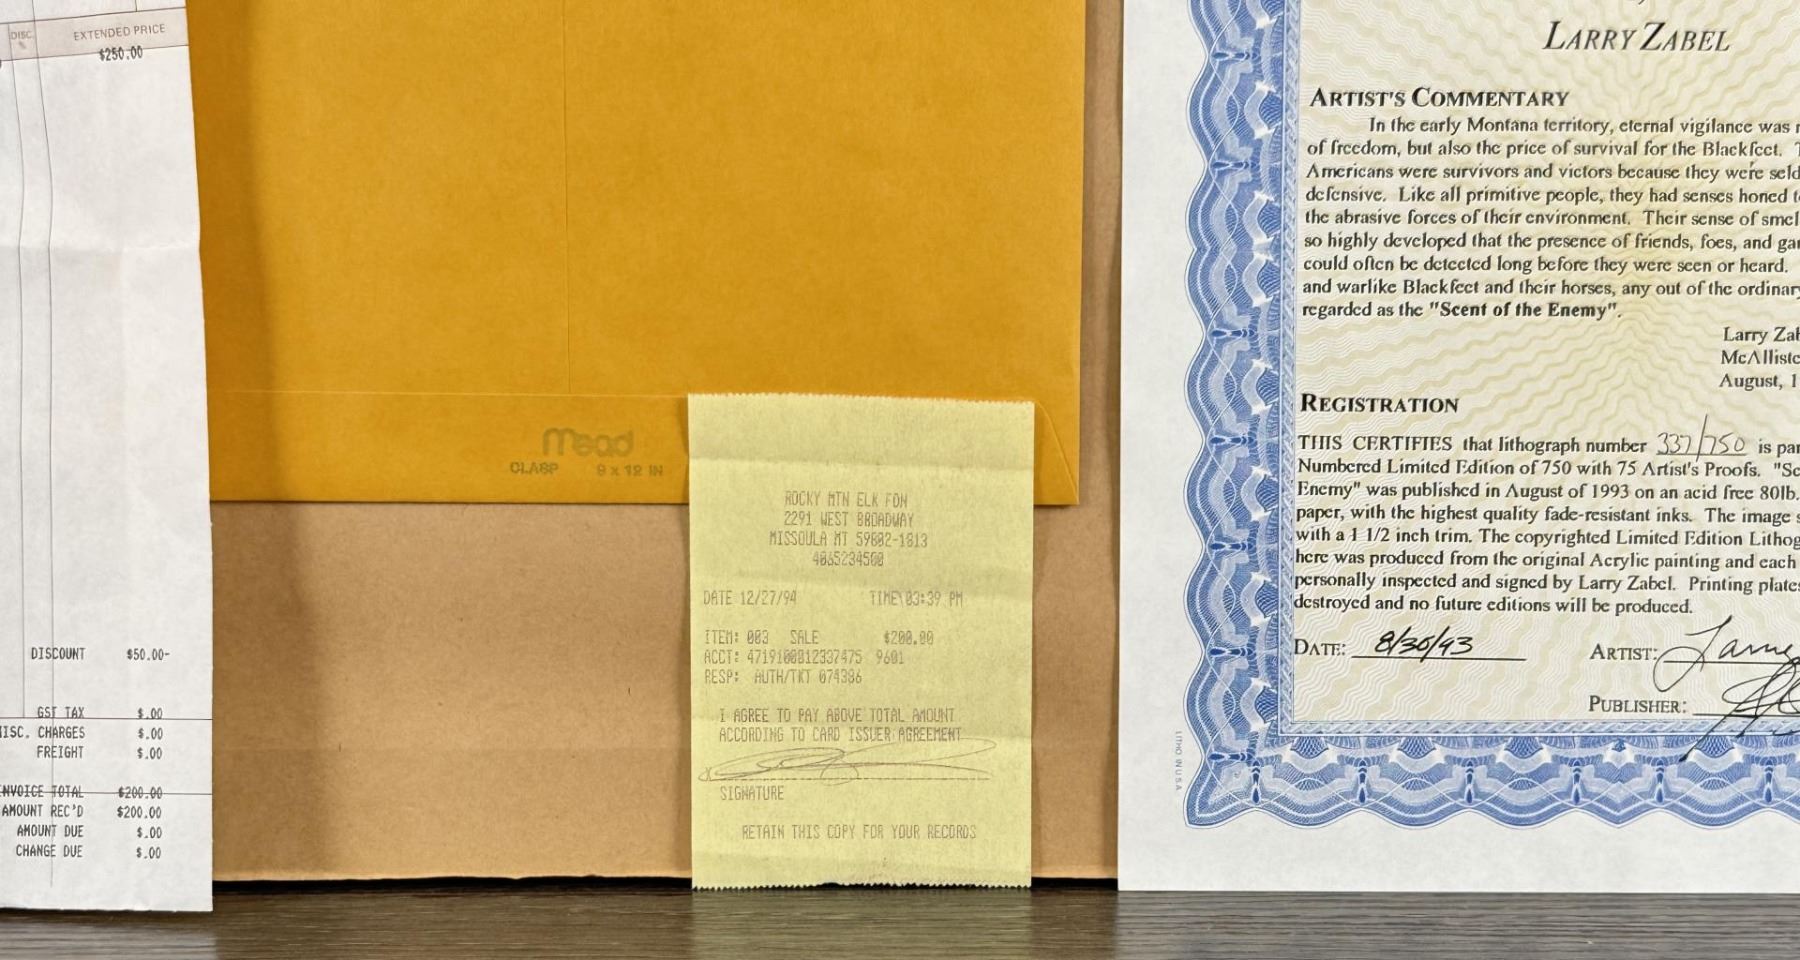 DISC. EXTENDED PRICE
%
$250.00
DISCOUNT $50.00-
GST TAX $.00
MISC. CHARGES $.00
FREIGHT $.00
INVOICE TOTAL $200.00
AMOUNT REC'D $200.00
AMOUNT DUE $.00
CHANGE DUE $.00
Mead
CLASP 9 x 12 IN
ROCKY MTN ELK FDN
2291 WEST BROADWAY
MISSOULA MT 59802-1813
4065234500
DATE 12/27/94 TIME 03:39 PM
ITEM: 003 SALE $200.00
ACCT: 9601
RESP: AUTH/TKT 074386
I AGREE TO PAY ABOVE TOTAL AMOUNT
ACCORDING TO CARD ISSUER AGREEMENT
SIGNATURE
RETAIN THIS COPY FOR YOUR RECORDS
LARRY ZABEL
ARTIST'S COMMENTARY
In the early Montana territory, eternal vigilance was
of freedom, but also the price of survival for the Blackfeet.
Americans were survivors and victors because they were
defensive. Like all primitive people, they had senses honed
the abrasive forces of their environment. Their sense of
so highly developed that the presence of friends, foes, and
could often be detected long before they were seen or heard.
and warlike Blackfeet and their horses, any out of the ordinary
regarded as the "Scent of the Enemy".
Larry
August,
REGISTRATION
THIS CERTIFIES that lithograph number 337/750 is
Numbered Limited Edition of 750 with 75 Artist's Proofs.
Enemy" was published in August of 1993 on an acid free 80lb.
paper, with the highest quality fade-resistant inks. The image
with a 1 1/2 inch trim. The copyrighted Limited Edition
here was produced from the original Acrylic painting and each
personally inspected and signed by Larry Zabel. Printing
destroyed and no future editions will be produced.
DATE: 8/30/93 ARTIST:
PUBLISHER:
LITHO IN U.S.A.